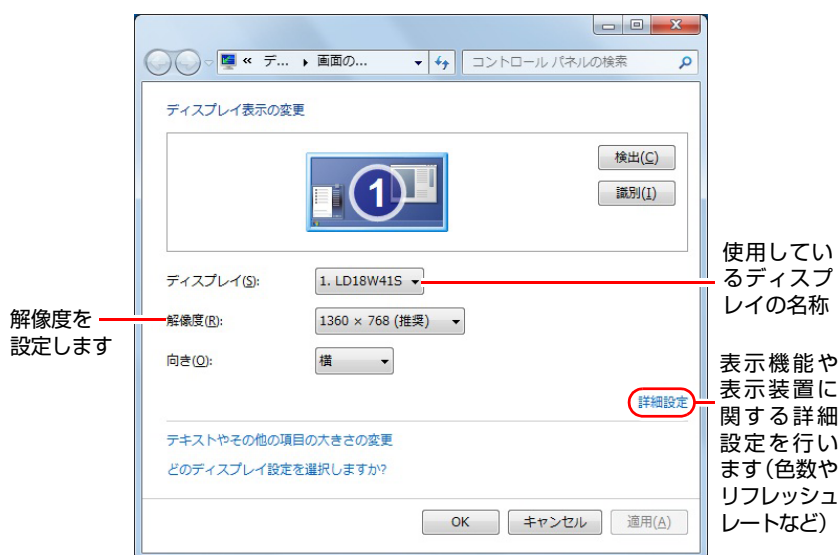 « デ... ▸ 画面の...
コントロール パネルの検索
ディスプレイ表示の変更
1
検出(C)
識別(I)
ディスプレイ(S):
1. LD18W41S
解像度(R):
1360 × 768 (推奨)
向き(O):
横
詳細設定
テキストやその他の項目の大きさの変更
どのディスプレイ設定を選択しますか?
OK
キャンセル
適用(A)
解像度を
設定します
使用してい
るディスプ
レイの名称
表示機能や
表示装置に
関する詳細
設定を行い
ます（色数や
リフレッシュ
レートなど）